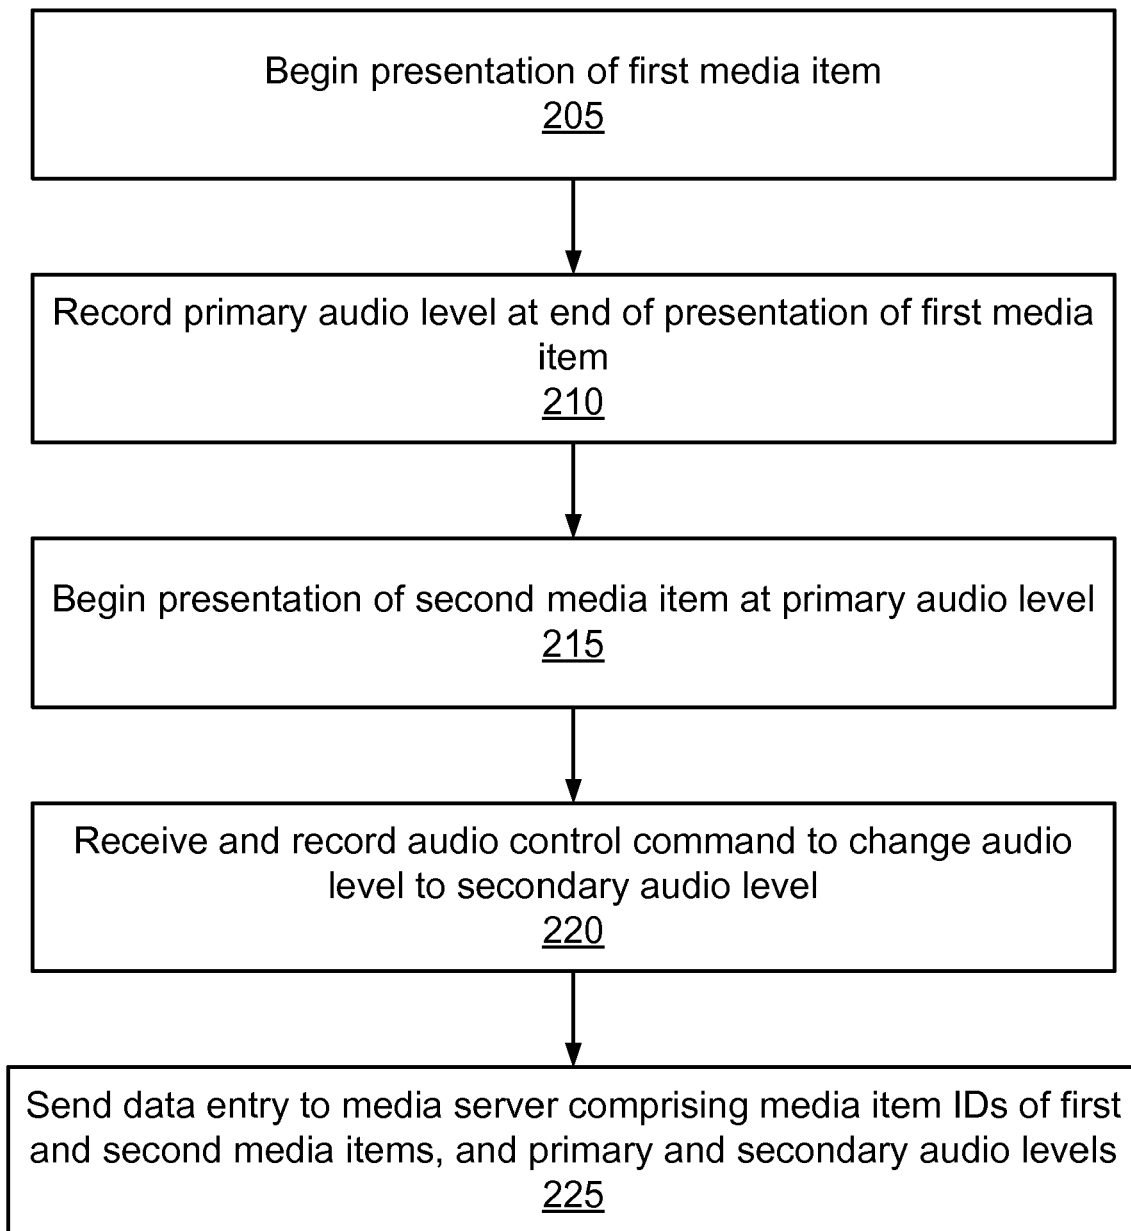 Begin presentation of first media item
205
Record primary audio level at end of presentation of first media
item
210
Begin presentation of second media item at primary audio level
215
Receive and record audio control command to change audio
level to secondary audio level
220
Send data entry to media server comprising media item IDs of first
and second media items, and primary and secondary audio levels
225